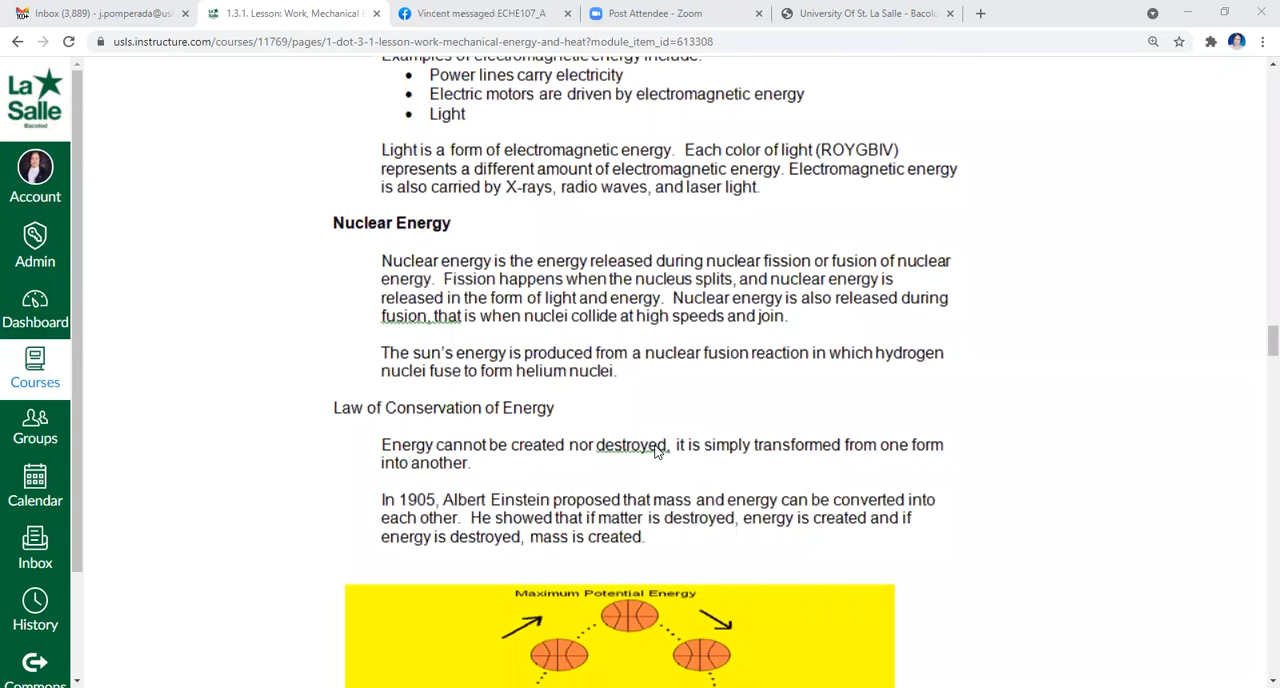 Inbox (3,889) - j.pomperada@usl
1.3.1. Lesson: Work, Mechanical E
Vincent messaged ECHE107_A
Post Attendee - Zoom
University Of St. La Salle - Bacolo
usls.instructure.com/courses/11769/pages/1-dot-3-1-lesson-work-mechanical-energy-and-heat?module_item_id=613308
La
Salle
Bacolod
Account
Admin
Dashboard
Courses
Groups
Calendar
Inbox
History
Commons
Examples of electromagnetic energy include:
• Power lines carry electricity
• Electric motors are driven by electromagnetic energy
• Light
Light is a form of electromagnetic energy.  Each color of light (ROYGBIV)
represents a different amount of electromagnetic energy. Electromagnetic energy
is also carried by X-rays, radio waves, and laser light.
Nuclear Energy
Nuclear energy is the energy released during nuclear fission or fusion of nuclear
energy.  Fission happens when the nucleus splits, and nuclear energy is
released in the form of light and energy.  Nuclear energy is also released during
fusion, that is when nuclei collide at high speeds and join.
The sun's energy is produced from a nuclear fusion reaction in which hydrogen
nuclei fuse to form helium nuclei.
Law of Conservation of Energy
Energy cannot be created nor destroyed, it is simply transformed from one form
into another.
In 1905, Albert Einstein proposed that mass and energy can be converted into
each other.  He showed that if matter is destroyed, energy is created and if
energy is destroyed, mass is created.
Maximum Potential Energy